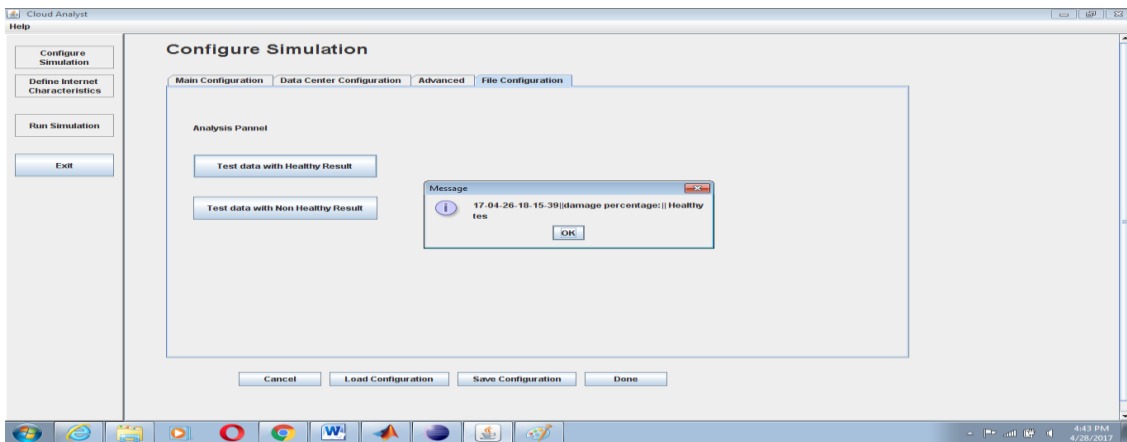 Cloud Analyst
Help
Configure Simulation
Configure
Simulation
Define Internet
Characteristics
Run Simulation
Exit
Main Configuration Data Center Configuration Advanced File Configuration
Analysis Pannel
Test data with Healthy Result
Test data with Non Healthy Result
Message
17-04-26-18-15-39||damage percentage:|| Healthy
tes
OK
Cancel Load Configuration Save Configuration Done
4:43 PM
4/28/2017